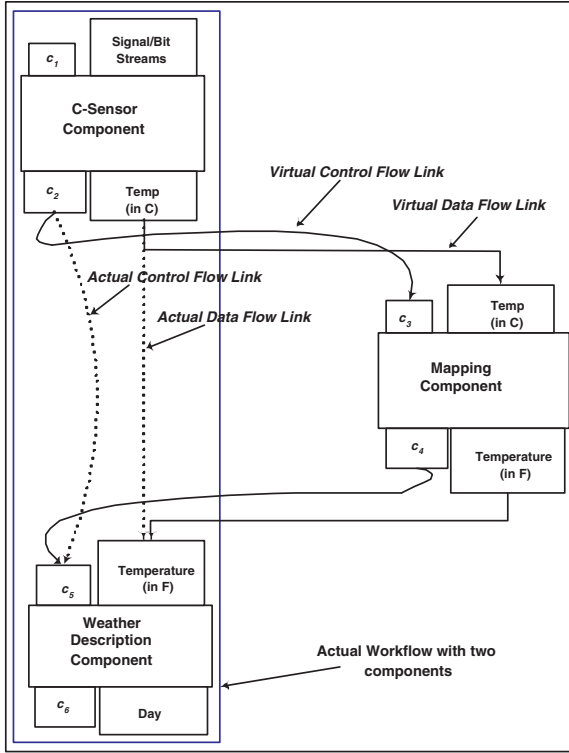 Signal/Bit
Streams
c1
C-Sensor
Component
c2
Temp
(in C)
Virtual Control Flow Link
Virtual Data Flow Link
Actual Control Flow Link
Actual Data Flow Link
c3
Temp
(in C)
Mapping
Component
c4
Temperature
(in F)
c5
Temperature
(in F)
Weather
Description
Component
c6
Day
Actual Workflow with two
components